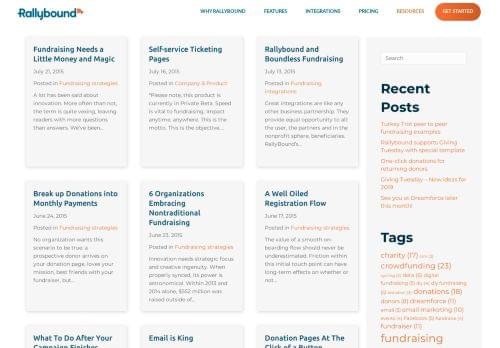 Rallybound
WHY RALLYBOUND
FEATURES
INTEGRATIONS
PRICING
RESOURCES
GET STARTED
Fundraising Needs a
Little Money and Magic
July 21, 2015
Posted in Fundraising strategies
A lot has been said about
innovation. More often than not,
the term is quite vexing, leaving
readers with more questions
than answers. We've been...
Self-service Ticketing
Pages
July 16, 2015
Posted in Company & Product
*Please note, this product is
currently in Private Beta. Speed
is vital to fundraising. Impact
anytime, anywhere. This is the
motto. This is the objective...
Rallybound and
Boundless Fundraising
July 13, 2015
Posted in Fundraising
integrations
Great integrations are like any
other business partnership. They
provide equal opportunity to all
the user, the partners and in the
nonprofit sphere, beneficiaries.
RallyBound's...
Break up Donations into
Monthly Payments
June 24, 2015
Posted in Fundraising strategies
No organization wants this
scenario to be true: a
prospective donor arrives on
your donation page, loves your
mission, best friends with your
fundraiser, but...
6 Organizations
Embracing
Nontraditional
Fundraising
June 23, 2015
Posted in Fundraising strategies
Innovation needs strategic focus
and creative ingenuity. When
properly synced, its power is
astronomical. Within 2013 and
2014 alone, $552 million was
raised outside of...
A Well Oiled
Registration Flow
June 17, 2015
Posted in Fundraising strategies
The value of a smooth on-
boarding flow should never be
underestimated. Friction within
this initial touch point can have
long-term effects on whether or
not...
What To Do After Your
Campaign Finishes
Email is King
Donation Pages At The
Click of a Button
Search
Recent
Posts
Turkey Trot peer to peer
fundraising examples
Rallybound supports Giving
Tuesday with special template
One-click donations for
returning donors
Giving Tuesday – New ideas for
2019
See you at Dreamforce later
this month!
Tags
charity (17)
crowdfunding (23)
data (5) digital
fundraising (5) diy (4) diy fundraising
(5) donation (3) donations (18)
donors (8) dreamforce (11)
email (5) email marketing (10)
events (4) Facebook (5) fundraise (4)
fundraiser (11)
fundraising